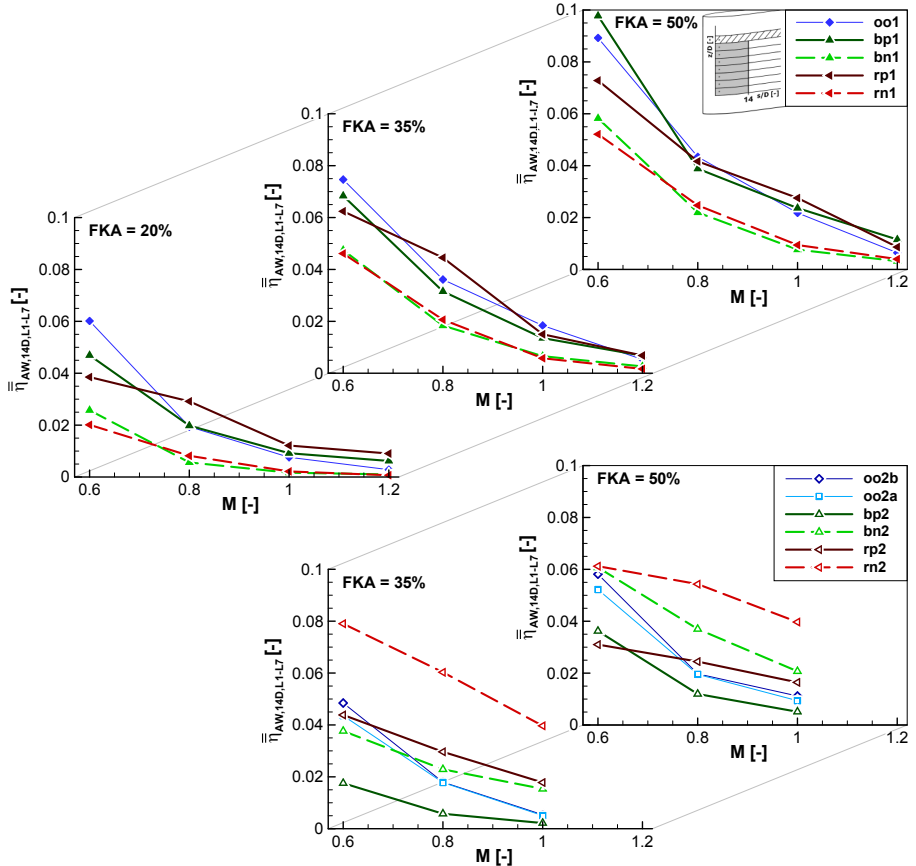 0.1
FKA = 50%
oo1
bp1
bn1
rp1
rn1
z/D [-]
14 s/D [-]
0.08
0.06
0.04
0.02
0
η̿AW,14D,L1-L7 [-]
0.6
0.8
1
1.2
M [-]
0.1
FKA = 35%
0.08
0.06
0.04
0.02
0
η̿AW,14D,L1-L7 [-]
0.6
0.8
1
1.2
M [-]
0.1
FKA = 20%
0.08
0.06
0.04
0.02
0
η̿AW,14D,L1-L7 [-]
0.6
0.8
1
1.2
M [-]
0.1
FKA = 50%
oo2b
oo2a
bp2
bn2
rp2
rn2
0.08
0.06
0.04
0.02
0
η̿AW,14D,L1-L7 [-]
0.6
0.8
1
1.2
M [-]
0.1
FKA = 35%
0.08
0.06
0.04
0.02
0
η̿AW,14D,L1-L7 [-]
0.6
0.8
1
1.2
M [-]